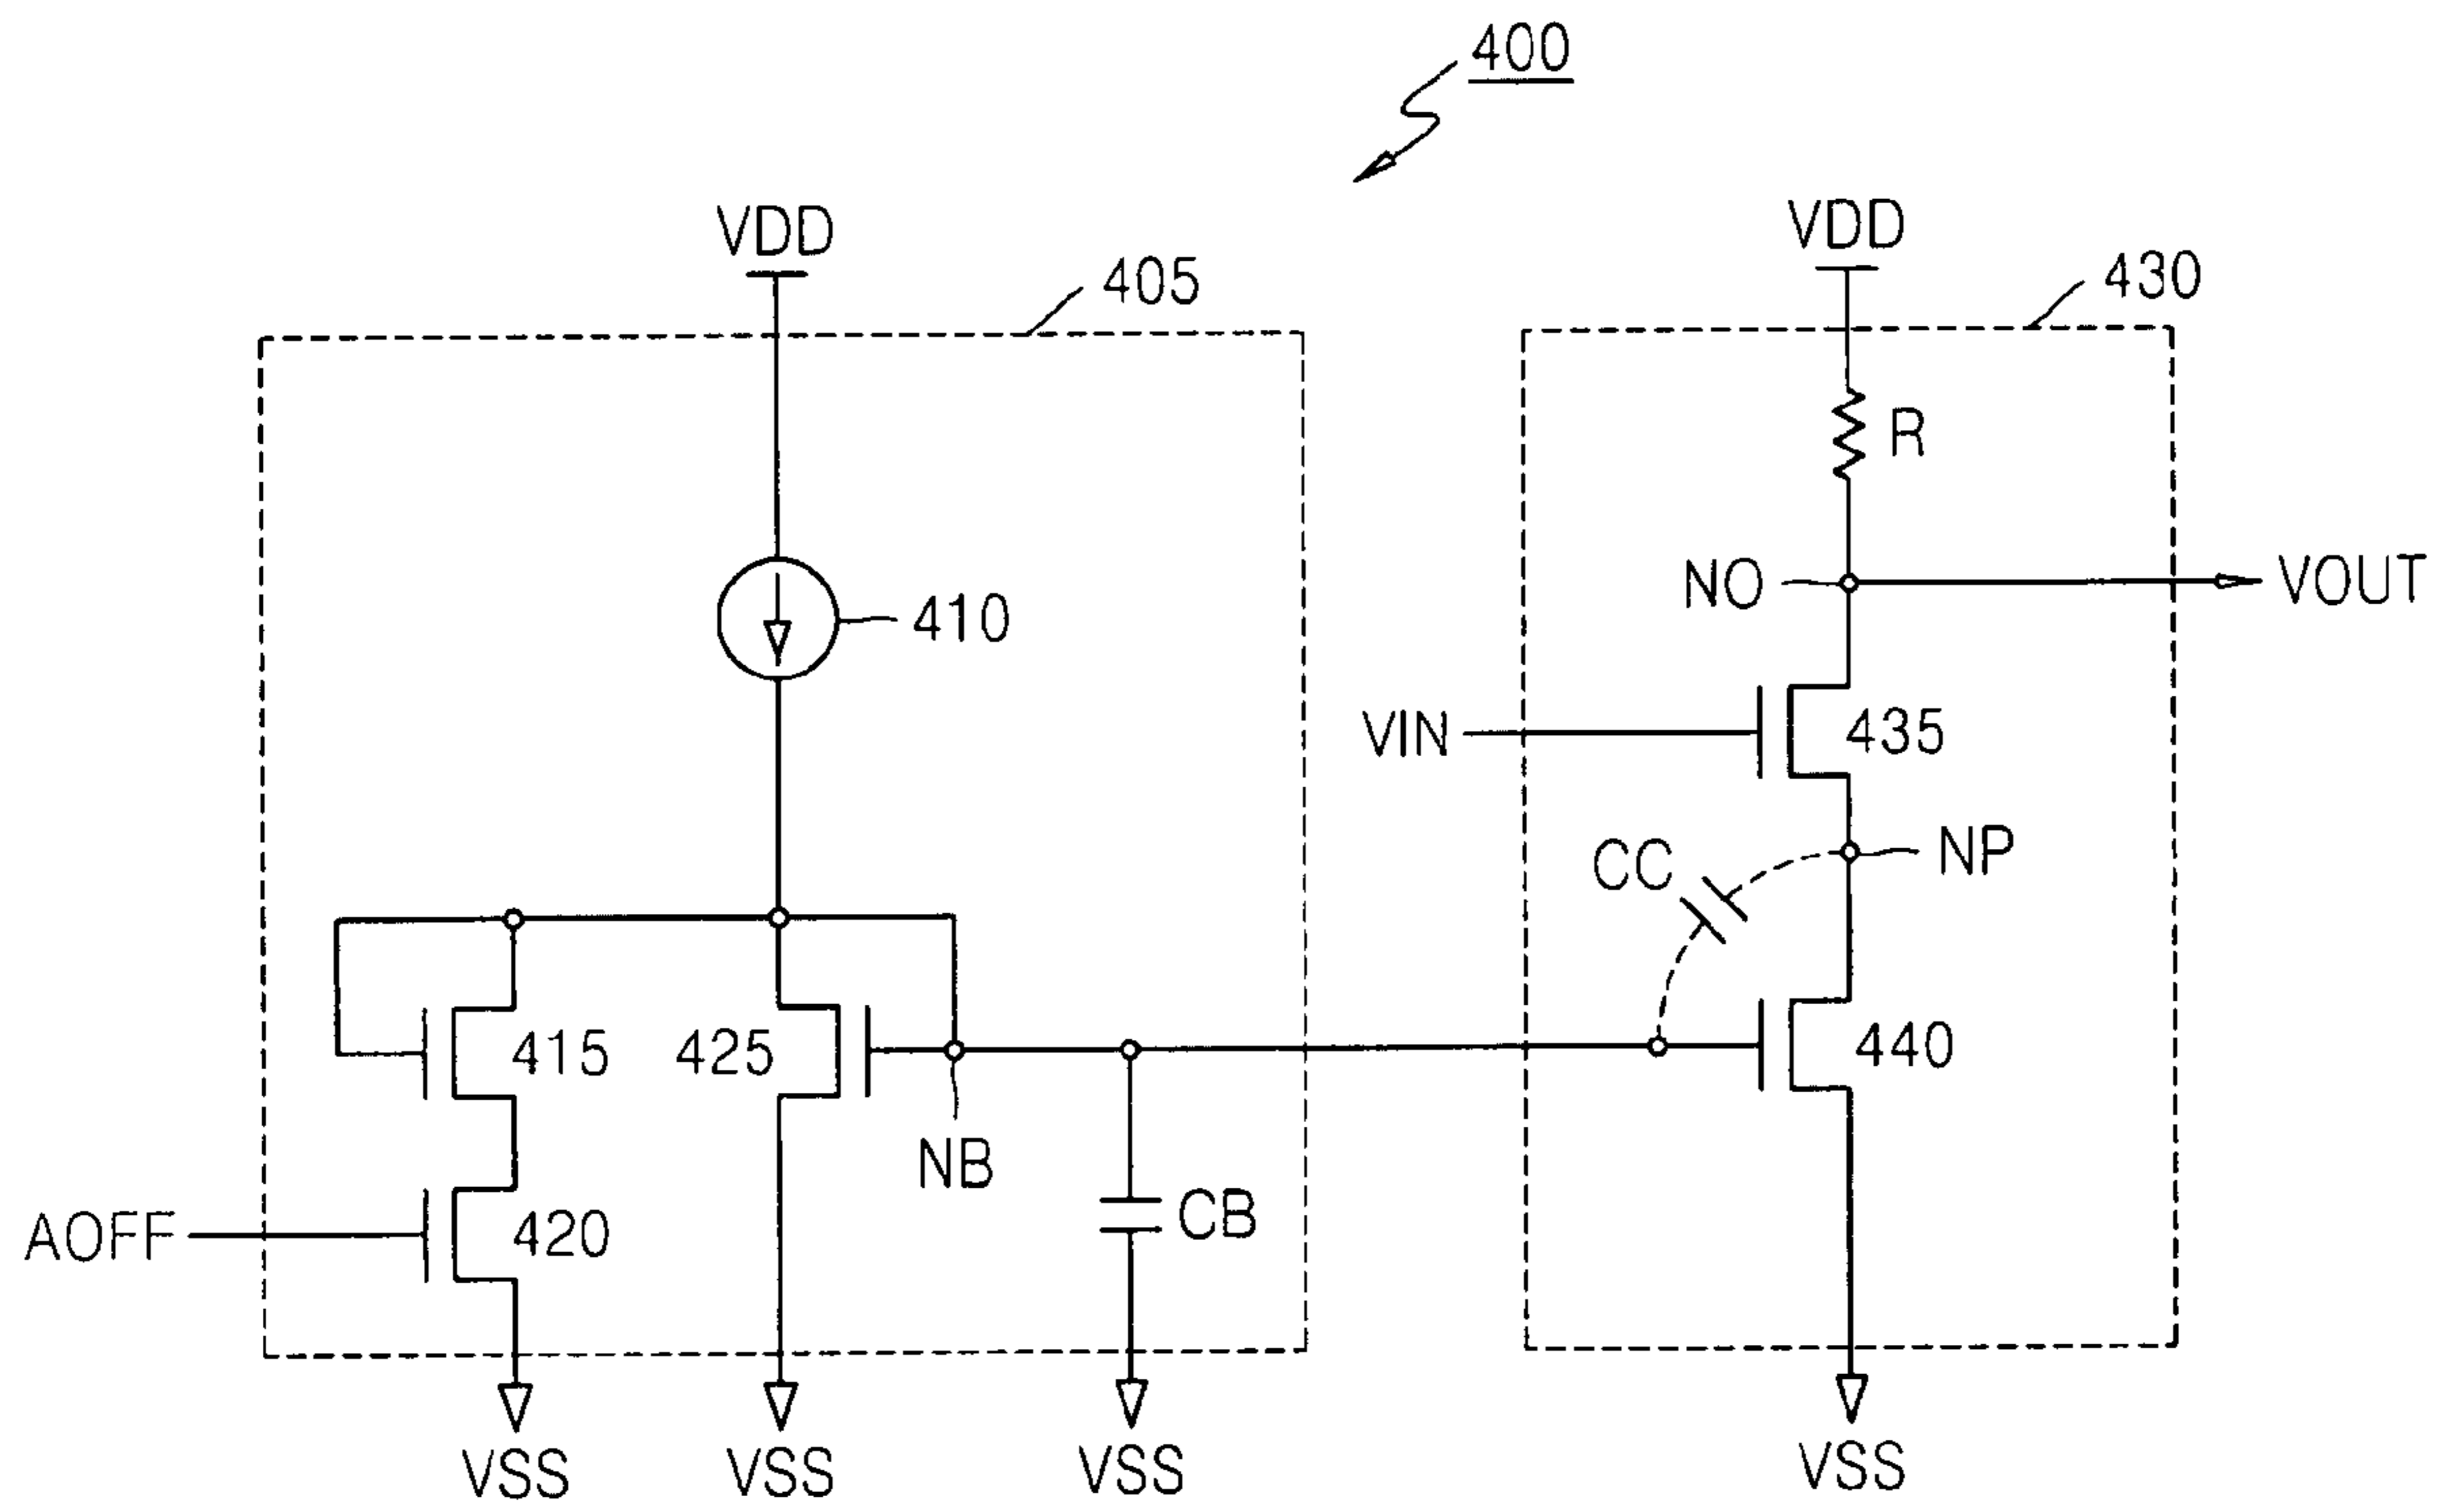 400
VDD
VDD
405
430
R
410
NO
VOUT
VIN
435
CC
NP
415
425
440
NB
AOFF
420
CB
VSS
VSS
VSS
VSS